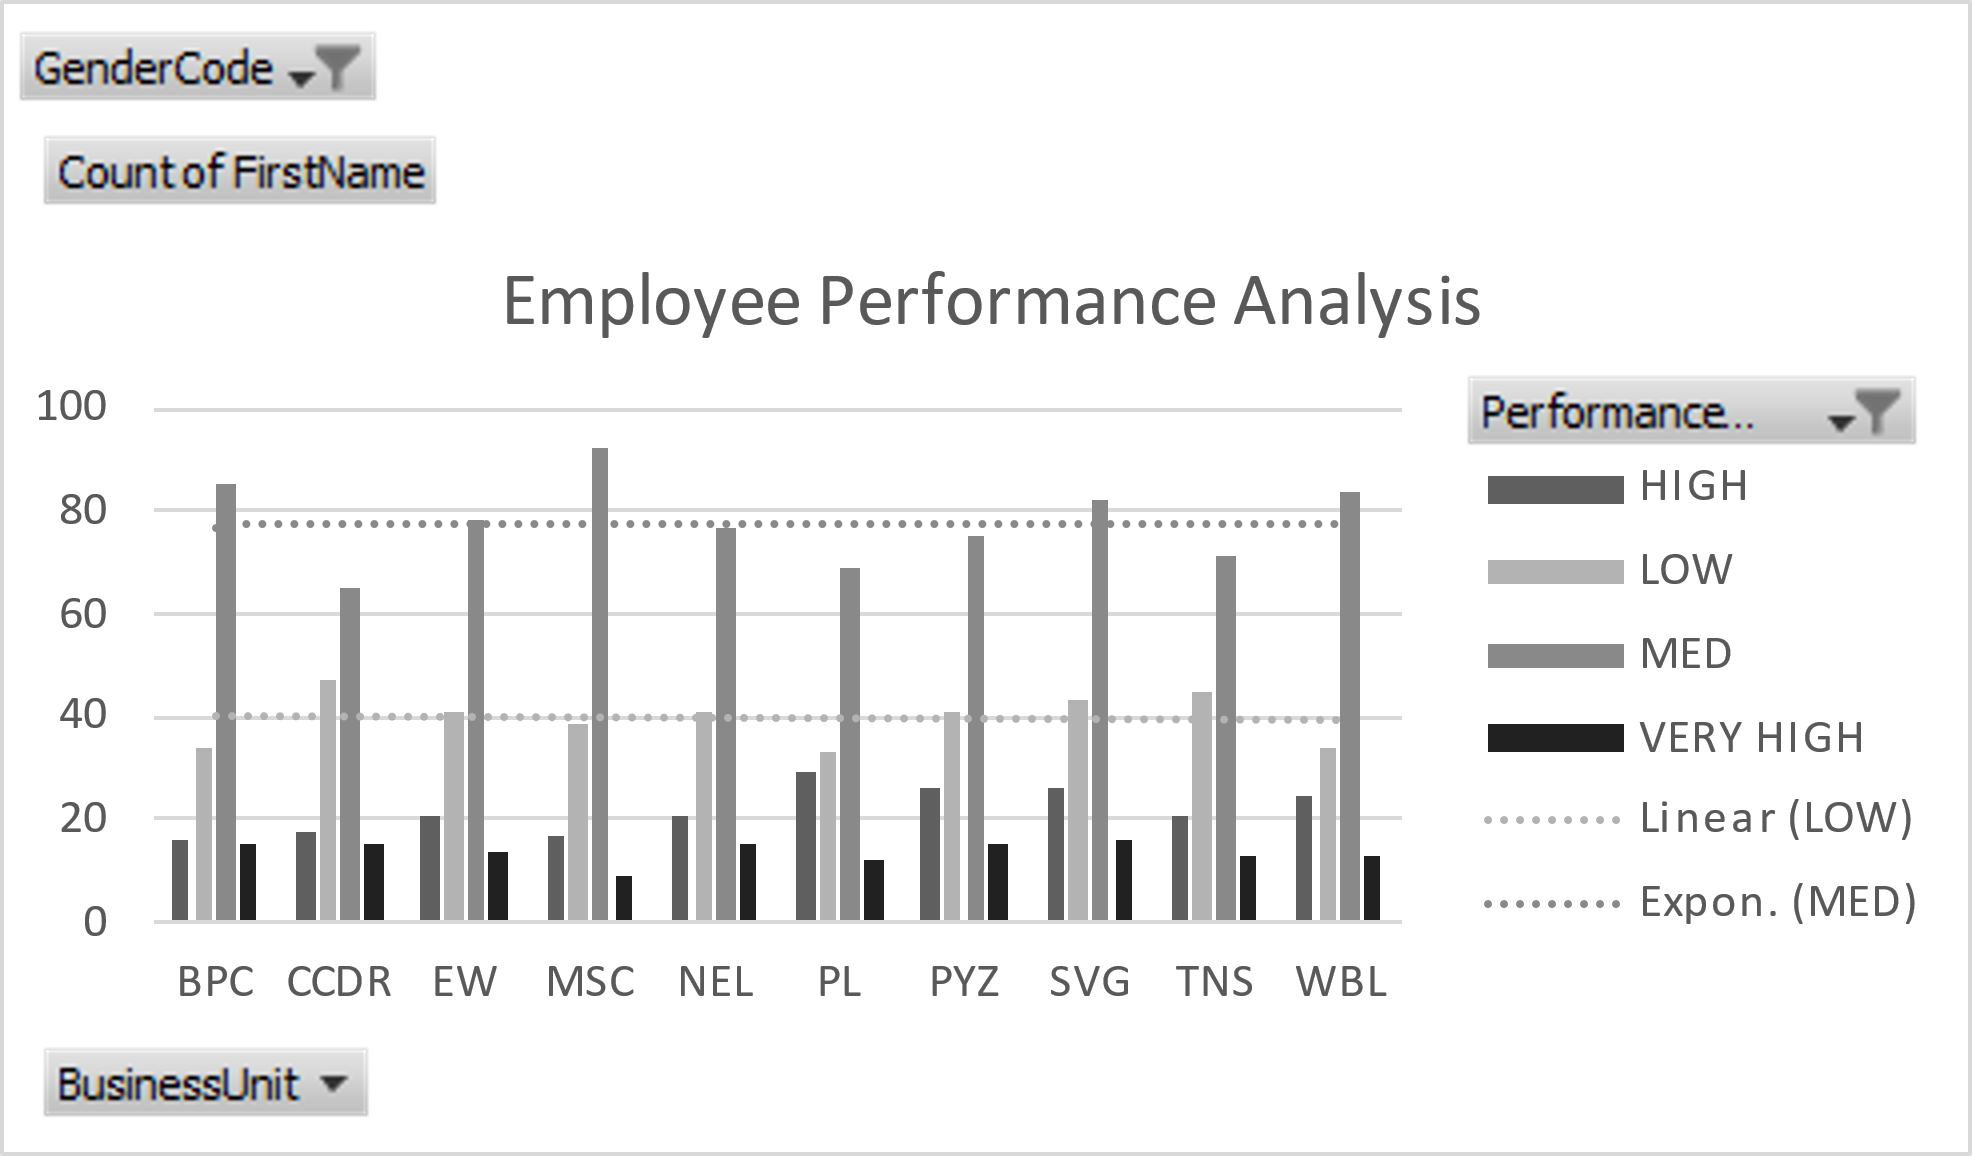 GenderCode
Count of FirstName
Employee Performance Analysis
100
80
60
40
20
0
BPC CCDR EW MSC NEL PL PYZ SVG TNS WBL
Performance...
HIGH
LOW
MED
VERY HIGH
Linear (LOW)
Expon. (MED)
BusinessUnit